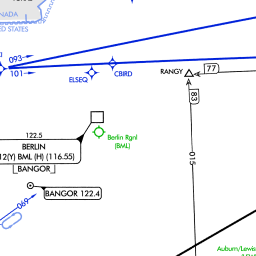 NADA
D STATES
093
101
ELSEQ
CBIRD
RANGY
77
83
122.5
BERLIN
12(Y) BML (H) (116.55)
BANGOR
Berlin Rgnl
(BML)
015
BANGOR 122.4
069
Auburn/Lewis